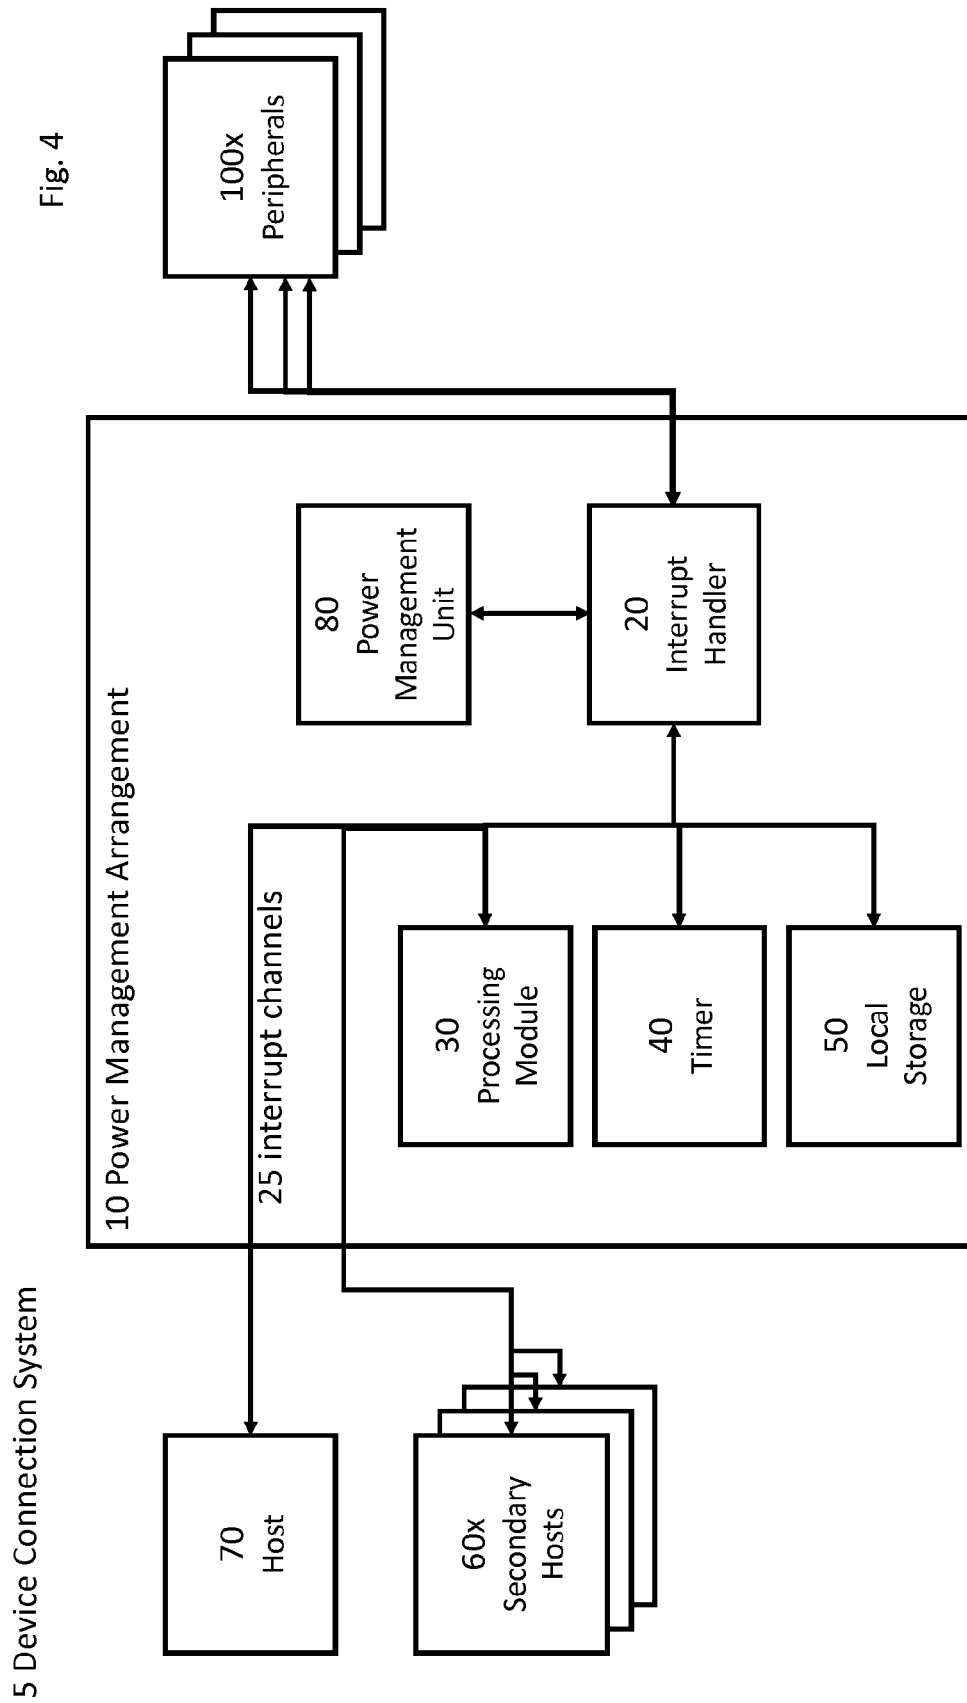 5 Device Connection System
Fig. 4
10 Power Management Arrangement
70
Host
25 interrupt channels
80
Power
Management
Unit
100x
Peripherals
60x
Secondary
Hosts
30
Processing
Module
40
Timer
50
Local
Storage
20
Interrupt
Handler